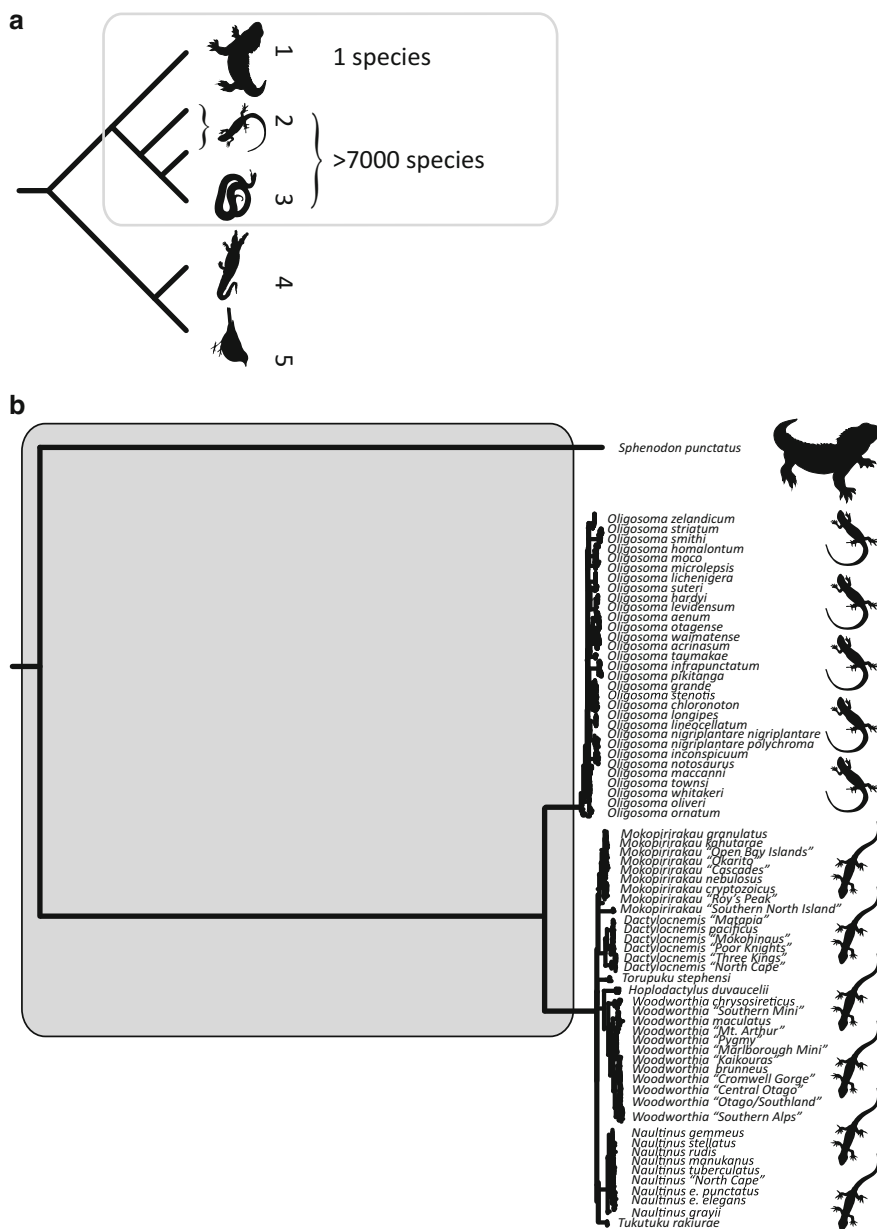 a
1
1 species
2
>7000 species
3
4
5
b
Sphenodon punctatus
Oligosoma zelandicum
Oligosoma striatum
Oligosoma smithi
Oligosoma homalontum
Oligosoma moco
Oligosoma microlepsis
Oligosoma lichenigera
Oligosoma suteri
Oligosoma hardyi
Oligosoma levidensum
Oligosoma aenum
Oligosoma otagense
Oligosoma waimatense
Oligosoma acrinasum
Oligosoma taumakae
Oligosoma infrapunctatum
Oligosoma pikitanga
Oligosoma grande
Oligosoma stenotis
Oligosoma chloronoton
Oligosoma longipes
Oligosoma lineocellatum
Oligosoma nigriplantare nigriplantare
Oligosoma nigriplantare polychroma
Oligosoma inconspicuum
Oligosoma notosaurus
Oligosoma maccanni
Oligosoma townsi
Oligosoma whitakeri
Oligosoma oliveri
Oligosoma ornatum
Mokopirirakau granulatus
Mokopirirakau kahutarae
Mokopirirakau "Open Bay Islands"
Mokopirirakau "Okarito"
Mokopirirakau "Cascades"
Mokopirirakau nebulosus
Mokopirirakau cryptozoicus
Mokopirirakau "Roy's Peak"
Mokopirirakau "Southern North Island"
Dactylocnemis "Matapia"
Dactylocnemis pacificus
Dactylocnemis "Mokohinaus"
Dactylocnemis "Poor Knights"
Dactylocnemis "Three Kings"
Dactylocnemis "North Cape"
Torupuku stephensi
Hoplodactylus duvaucelii
Woodworthia chrysosireticus
Woodworthia "Southern Mini"
Woodworthia maculatus
Woodworthia "Mt. Arthur"
Woodworthia "Pygmy"
Woodworthia "Marlborough Mini"
Woodworthia "Kaikouras"
Woodworthia brunneus
Woodworthia "Cromwell Gorge"
Woodworthia "Central Otago"
Woodworthia "Otago/Southland"
Woodworthia "Southern Alps"
Naultinus gemmeus
Naultinus stellatus
Naultinus rudis
Naultinus manukanus
Naultinus tuberculatus
Naultinus "North Cape"
Naultinus e. punctatus
Naultinus e. elegans
Naultinus grayii
Tukutuku rakiurae